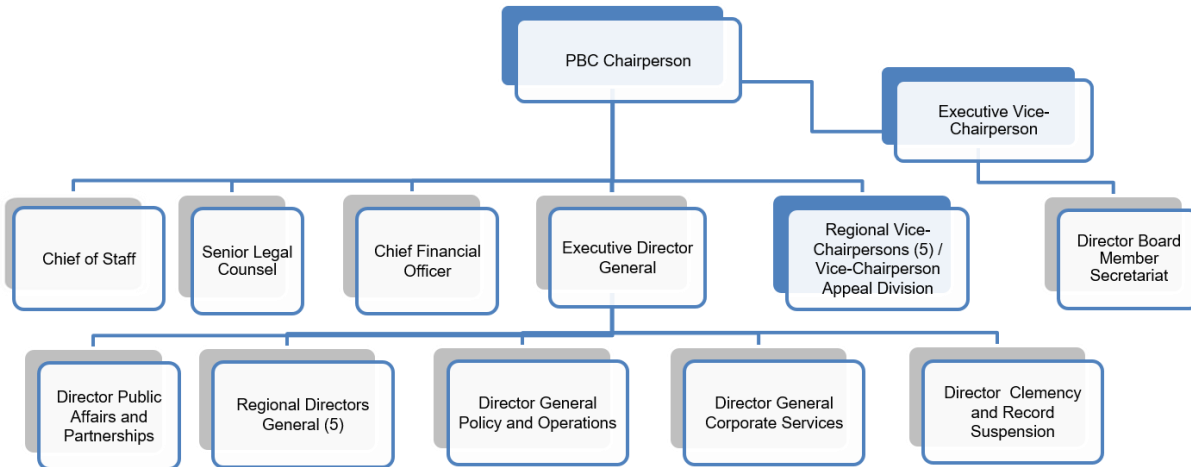 PBC Chairperson
Executive Vice-
Chairperson
Chief of Staff
Senior Legal
Counsel
Chief Financial
Officer
Executive Director
General
Regional Vice-
Chairpersons (5) /
Vice-Chairperson
Appeal Division
Director Board
Member
Secretariat
Director Public
Affairs and
Partnerships
Regional Directors
General (5)
Director General
Policy and Operations
Director General
Corporate Services
Director Clemency
and Record
Suspension